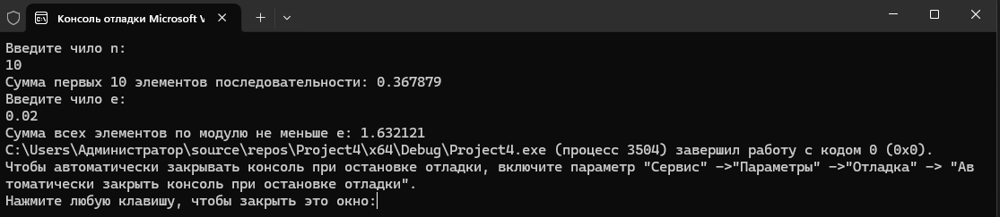 Консоль отладки Microsoft V
Введите чило n:
10
Сумма первых 10 элементов последовательности: 0.367879
Введите чило e:
0.02
Сумма всех элементов по модулю не меньше e: 1.632121
C:\Users\Администратор\source\repos\Project4\x64\Debug\Project4.exe (процесс 3504) завершил работу с кодом 0 (0x0).
Чтобы автоматически закрывать консоль при остановке отладки, включите параметр "Сервис" ->"Параметры" ->"Отладка" -> "Ав
томатически закрыть консоль при остановке отладки".
Нажмите любую клавишу, чтобы закрыть это окно: